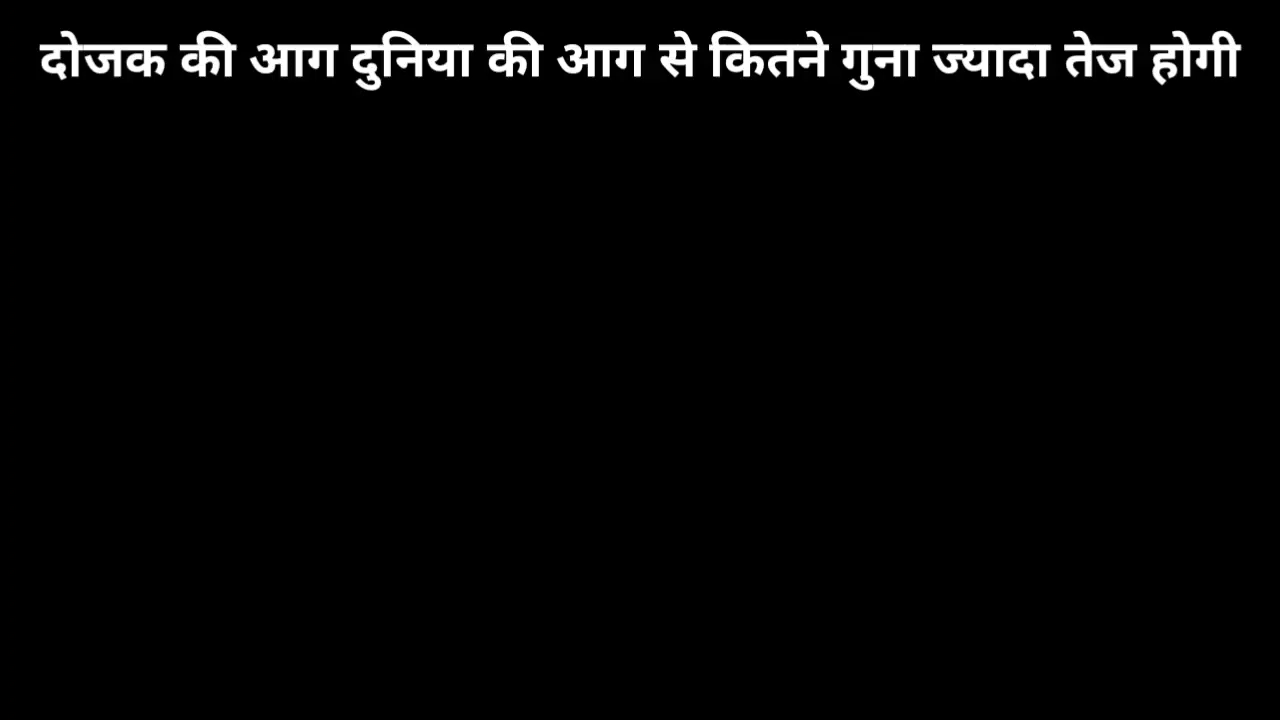 दोजक की आग दुनिया की आग से कितने गुना ज्यादा तेज होगी